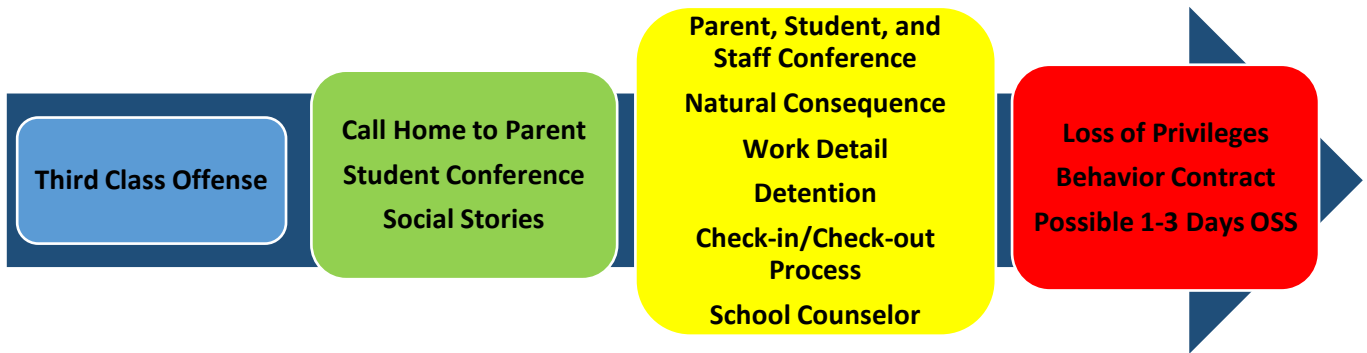 Third Class Offense
Call Home to Parent
Student Conference
Social Stories
Parent, Student, and
Staff Conference
Natural Consequence
Work Detail
Detention
Check-in/Check-out
Process
School Counselor
Loss of Privileges
Behavior Contract
Possible 1-3 Days OSS